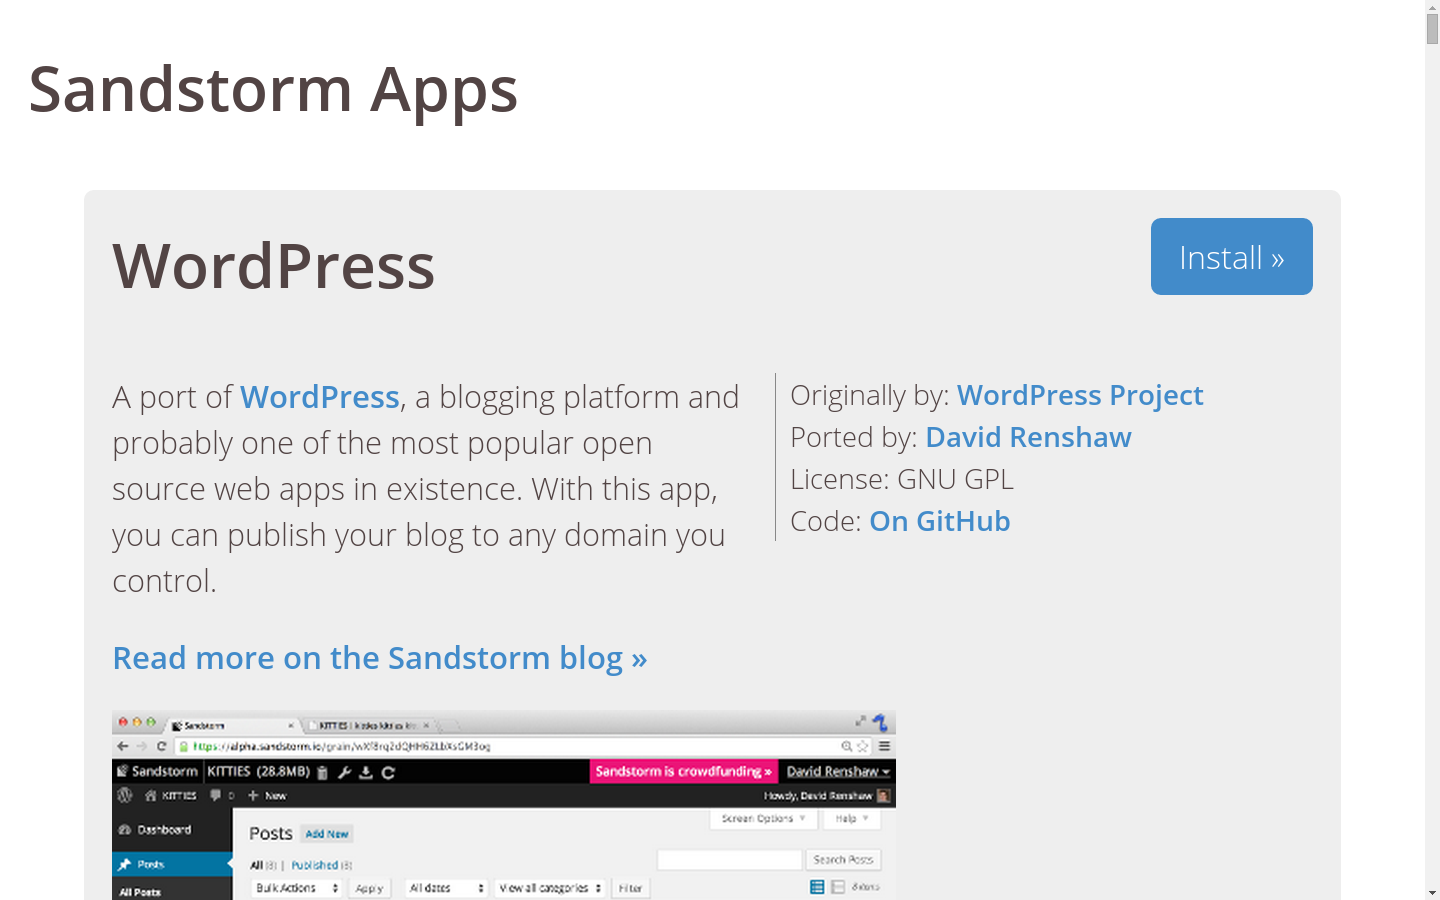 Sandstorm Apps
WordPress
Install »
A port of WordPress, a blogging platform and
probably one of the most popular open
source web apps in existence. With this app,
you can publish your blog to any domain you
control.
Originally by: WordPress Project
Ported by: David Renshaw
License: GNU GPL
Code: On GitHub
Read more on the Sandstorm blog »
Sandstorm
KITTIES
https://alpha.sandstorm.io/grain/
Sandstorm KITTIES (28.8MB) Sandstorm is crowdfunding » David Renshaw
KITTIES 0 + New Howdy, David Renshaw
Screen Options Help
Dashboard
Posts Add New
Posts
All (8) | Published (8)
Search Posts
All Posts
Bulk Actions Apply All dates View all categories Filter
8 items